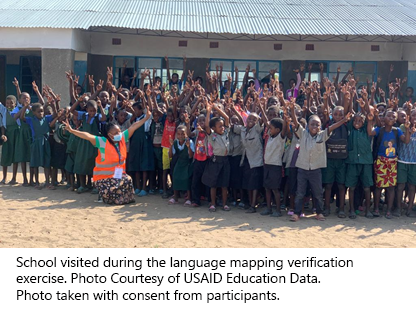 School visited during the language mapping verification
exercise. Photo Courtesy of USAID Education Data.
Photo taken with consent from participants.